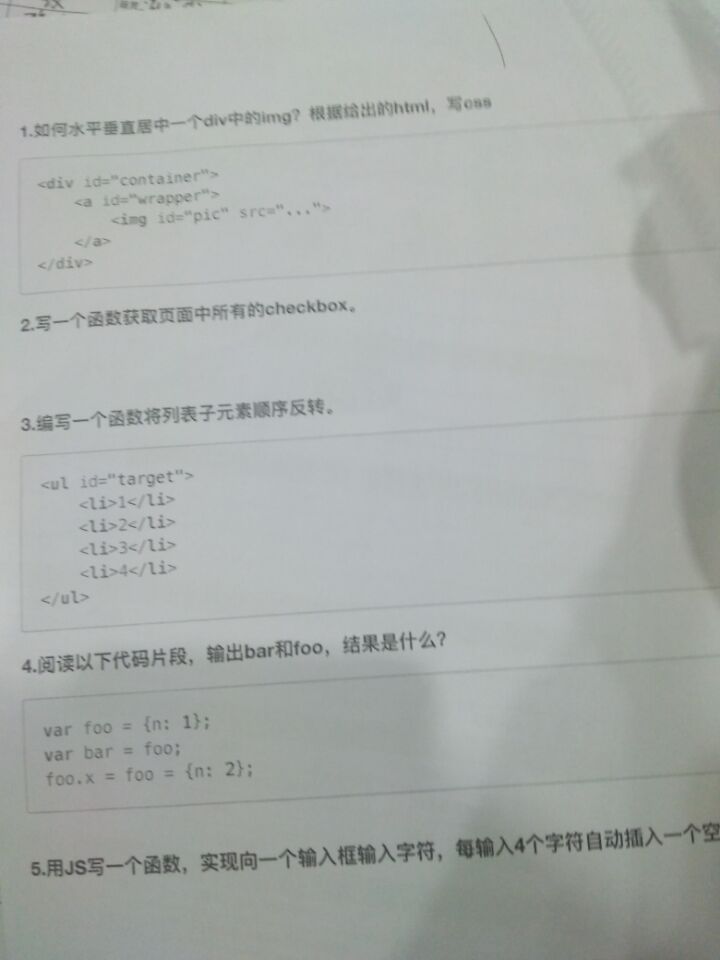 1.如何水平垂直居中一个div中的img？根据给出的html，写css
<div id="container">
<a id="wrapper">
<img id="pic" src="...">
</a>
</div>
2.写一个函数获取页面中所有的checkbox。
3.编写一个函数将列表子元素顺序反转。
<ul id="target">
<li>1</li>
<li>2</li>
<li>3</li>
<li>4</li>
</ul>
4.阅读以下代码片段，输出bar和foo，结果是什么？
var foo = {n: 1};
var bar = foo;
foo.x = foo = {n: 2};
5.用JS写一个函数，实现向一个输入框输入字符，每输入4个字符自动插入一个空